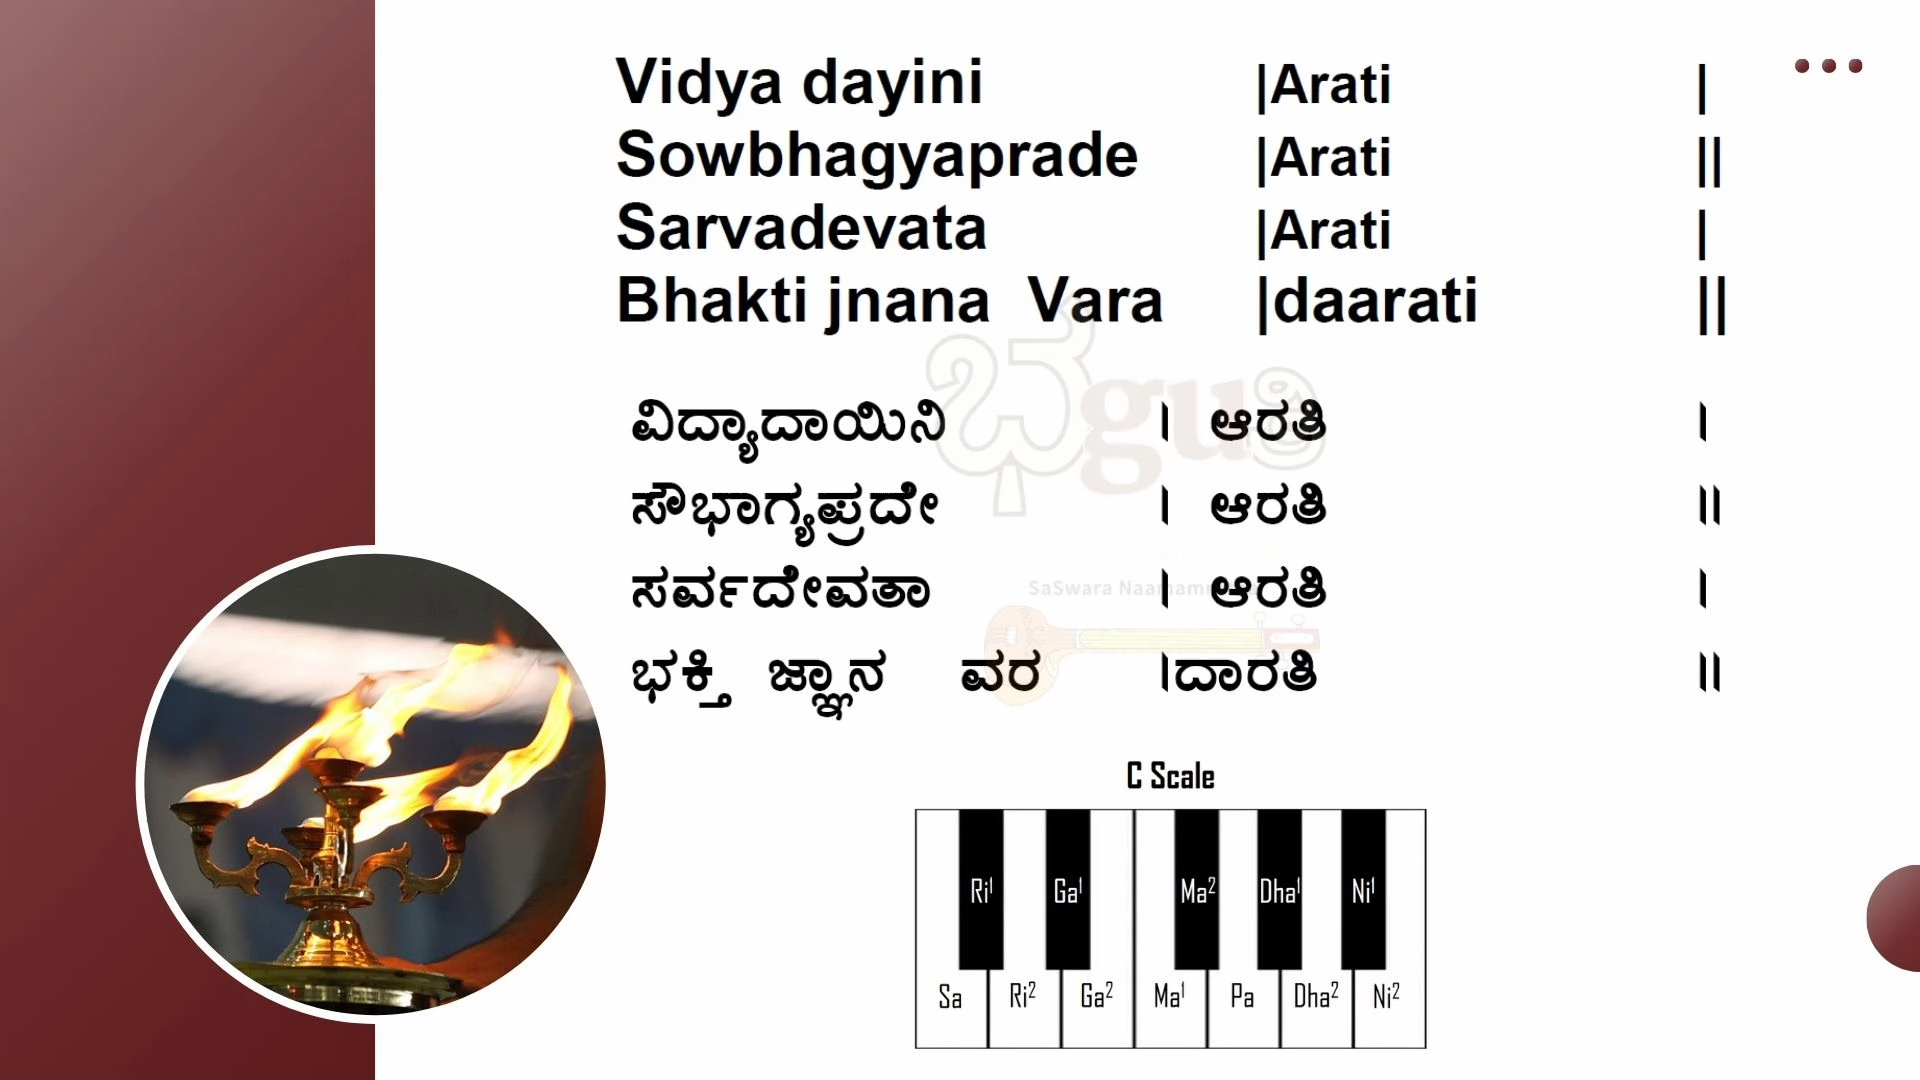 Vidya dayini |Arati |
Sowbhagyaprade |Arati ||
Sarvadevata |Arati |
Bhakti jnana Vara |daarati ||
ವಿದ್ಯಾದಾಯಿನಿ । ಆರತಿ ।
ಸೌಭಾಗ್ಯಪ್ರದೇ । ಆರತಿ ॥
ಸರ್ವದೇವತಾ । ಆರತಿ ।
ಭಕ್ತಿ ಜ್ಞಾನ ವರ ।ದಾರತಿ ॥
SaSwara
C Scale
Ri¹ Ga¹ Ma² Dha¹ Ni¹
Sa Ri² Ga² Ma¹ Pa Dha² Ni²